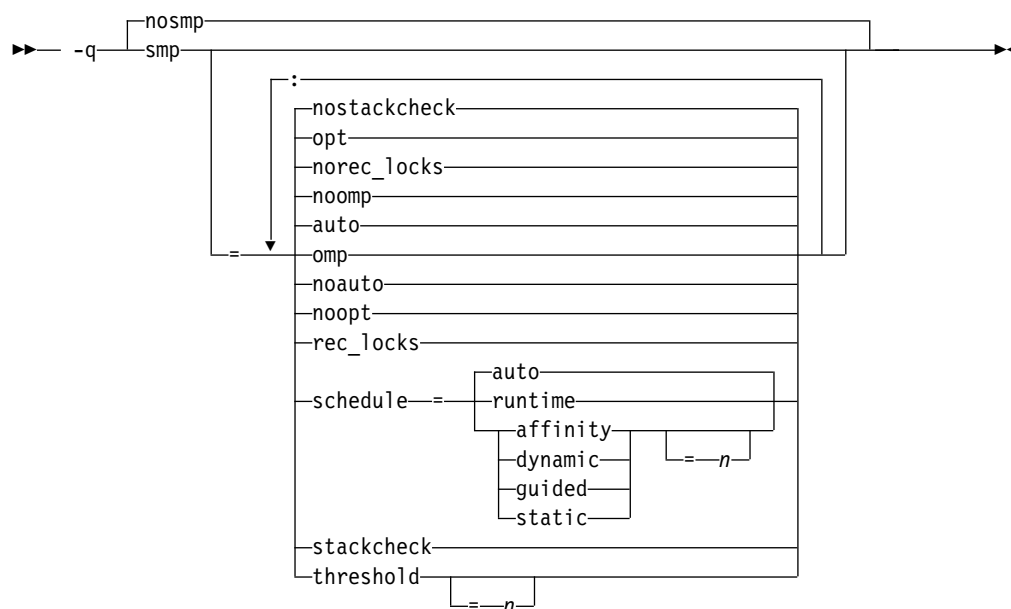 nosmp
-q smp
:
nostackcheck
opt
norec_locks
noomp
auto
= omp
noauto
noopt
rec_locks
auto
schedule = runtime
affinity
= n
dynamic
guided
static
stackcheck
threshold
= n